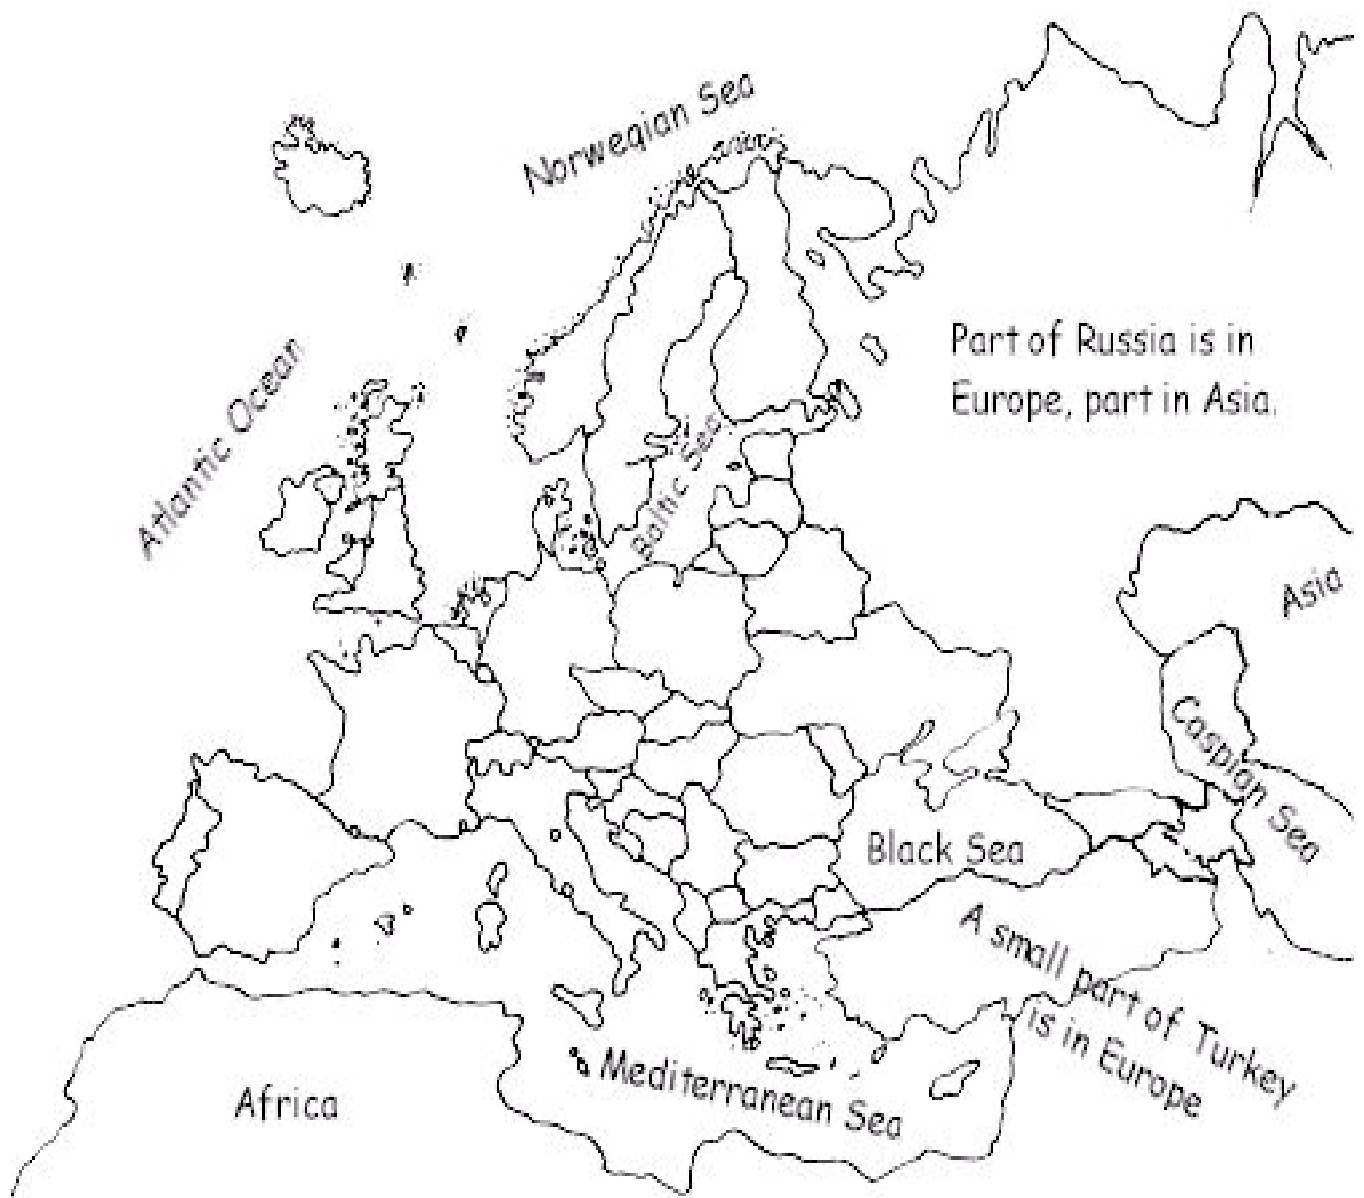 Norwegian Sea
Atlantic Ocean
Part of Russia is in
Europe, part in Asia.
Baltic Sea
Asia
Caspian Sea
Black Sea
A small part of Turkey
is in Europe
Mediterranean Sea
Africa